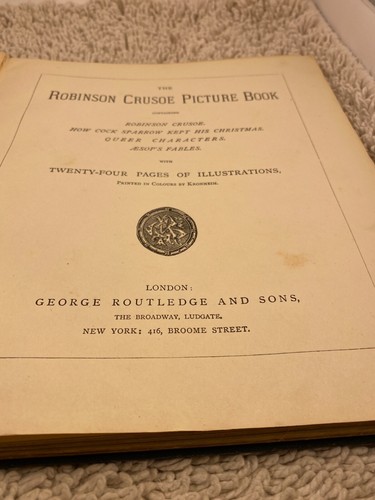 THE
ROBINSON CRUSOE PICTURE BOOK
CONTAINING
ROBINSON CRUSOE.
HOW COCK SPARROW KEPT HIS CHRISTMAS.
QUEER CHARACTERS.
ÆSOP'S FABLES.
WITH
TWENTY-FOUR PAGES OF ILLUSTRATIONS,
PRINTED IN COLOURS BY KRONHEIM.
LONDON:
GEORGE ROUTLEDGE AND SONS,
THE BROADWAY, LUDGATE.
NEW YORK: 416, BROOME STREET.